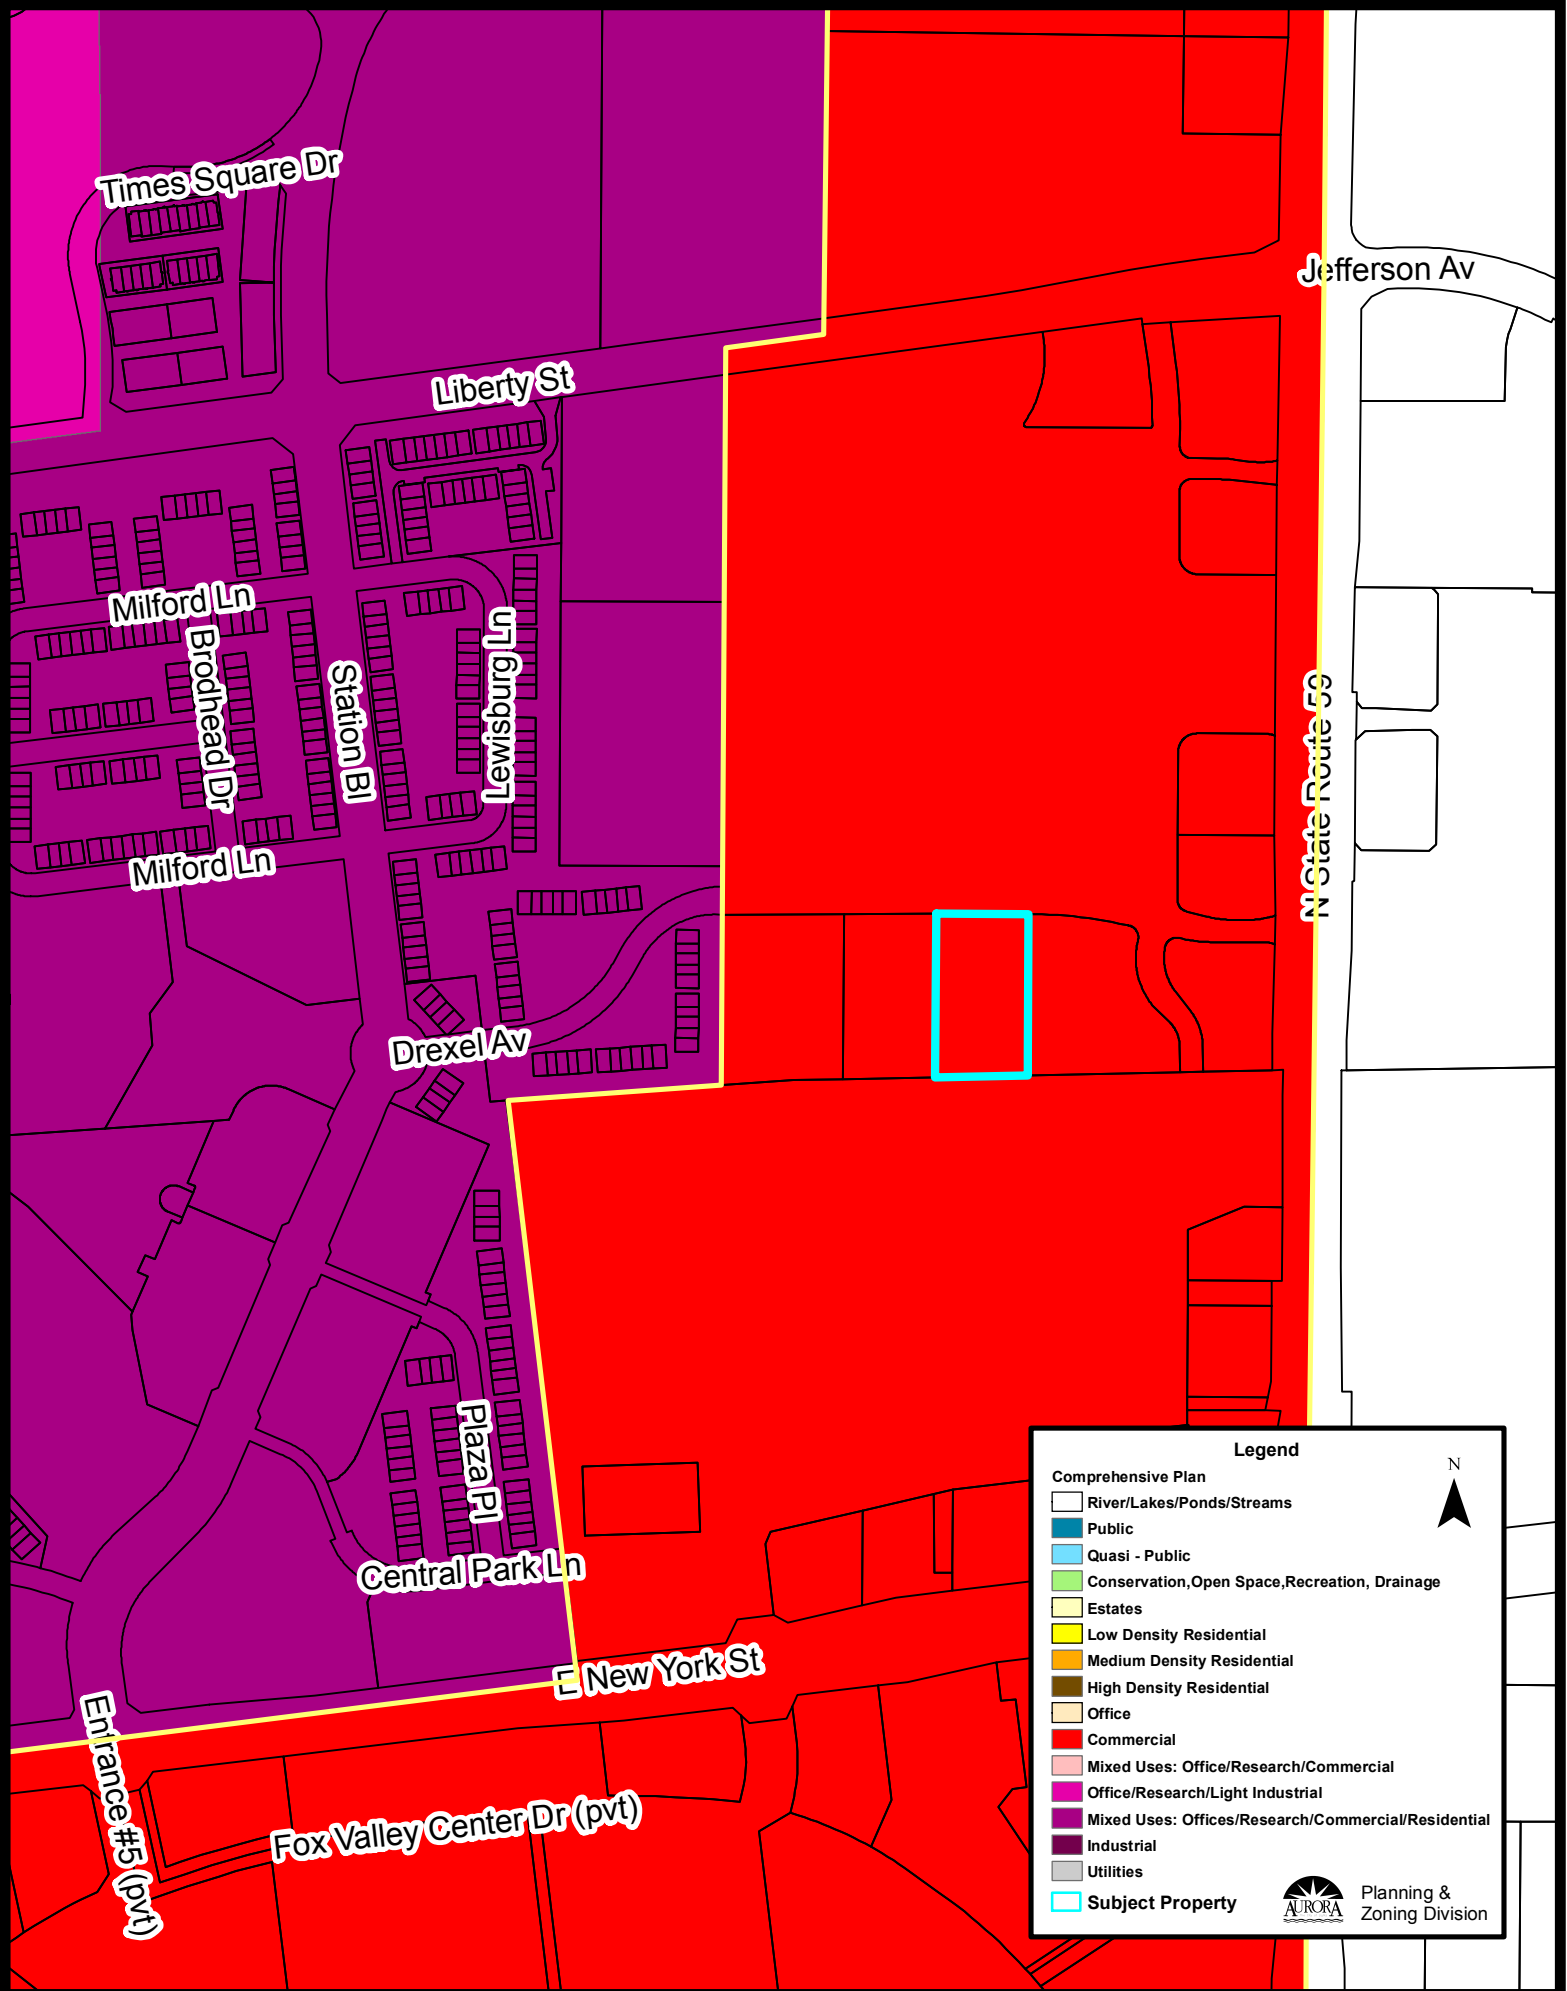 Times Square Dr
Jefferson Av
Liberty St
Milford Ln
Brodhead Dr
Station Bl
Lewisburg Ln
N State Route 59
Milford Ln
Drexel Av
Plaza Pl
Central Park Ln
E New York St
Entrance #5 (pvt)
Fox Valley Center Dr (pvt)
Legend
N
Comprehensive Plan
River/Lakes/Ponds/Streams
Public
Quasi - Public
Conservation,Open Space,Recreation, Drainage
Estates
Low Density Residential
Medium Density Residential
High Density Residential
Office
Commercial
Mixed Uses: Office/Research/Commercial
Office/Research/Light Industrial
Mixed Uses: Offices/Research/Commercial/Residential
Industrial
Utilities
Subject Property
AURORA
Planning &
Zoning Division